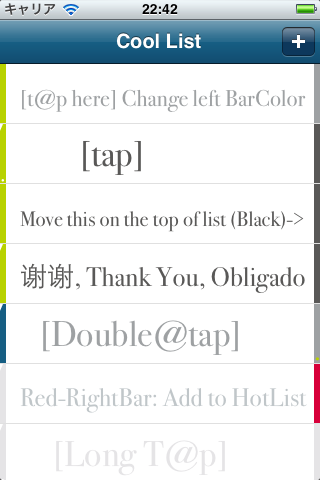 キャリア 22:42
Cool List +
[t@p here] Change left BarColor
[tap]
Move this on the top of list (Black)->
谢谢, Thank You, Obligado
[Double@tap]
Red-RightBar: Add to HotList
[Long T@p]